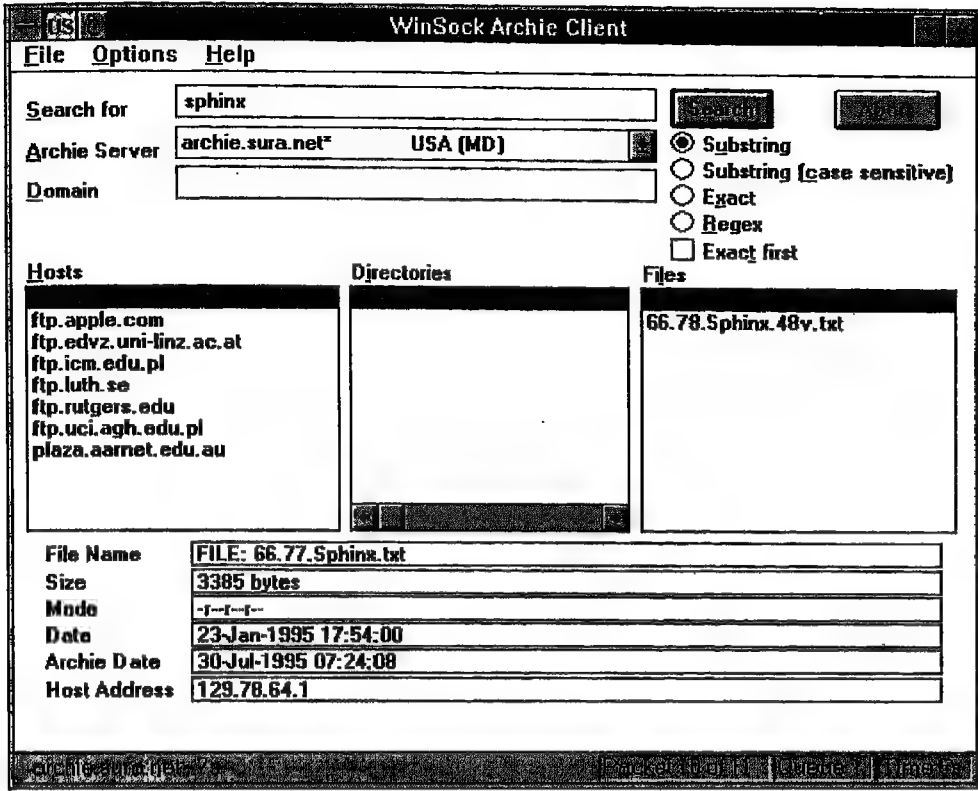 WinSock Archie Client
File Options Help
Search for sphinx Search
Archie Server archie.sura.net* USA (MD)
Domain
Substring
Substring (case sensitive)
Exact
Regex
Exact first
Hosts Directories Files
ftp.apple.com
ftp.edvz.uni-linz.ac.at
ftp.icm.edu.pl
ftp.luth.se
ftp.rutgers.edu
ftp.uci.agh.edu.pl
plaza.aarnet.edu.au
66.78.Sphinx.48v.txt
File Name FILE: 66.77.Sphinx.txt
Size 3385 bytes
Mode -r--r--r--
Date 23-Jan-1995 17:54:00
Archie Date 30-Jul-1995 07:24:08
Host Address 129.78.64.1